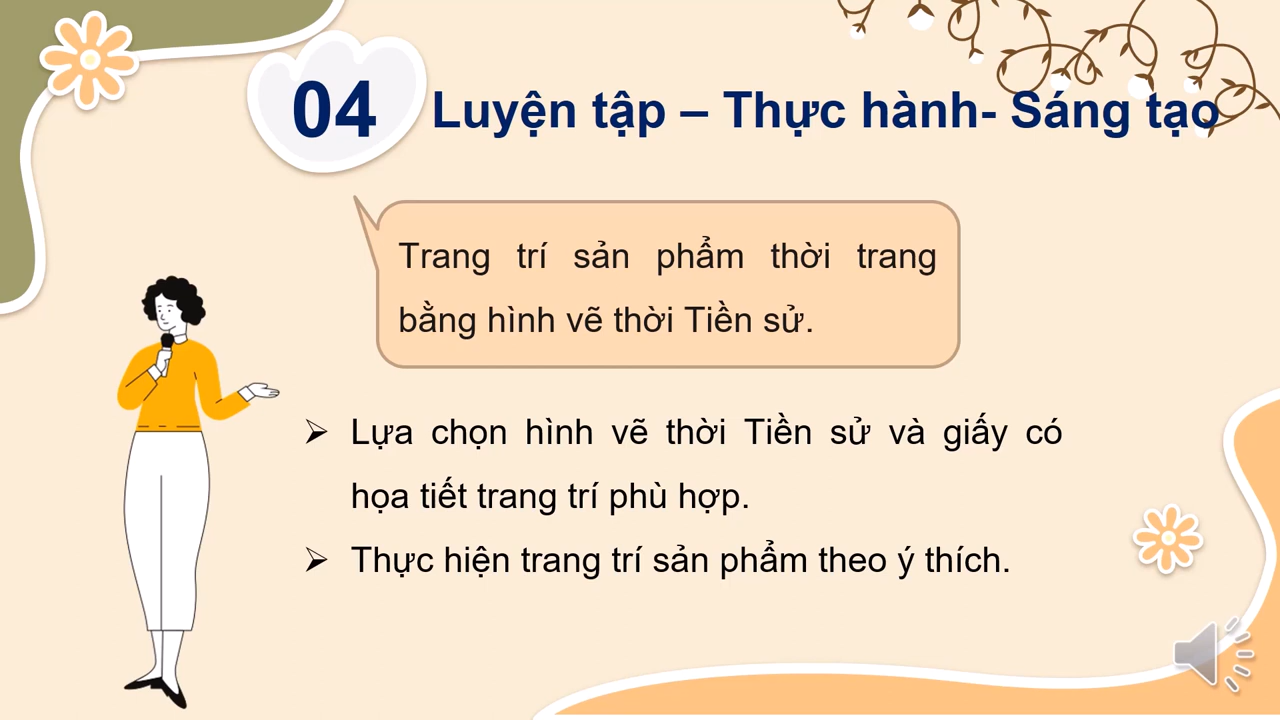 04 Luyện tập – Thực hành- Sáng tạo
Trang trí sản phẩm thời trang
bằng hình vẽ thời Tiền sử.
➢ Lựa chọn hình vẽ thời Tiền sử và giấy có
họa tiết trang trí phù hợp.
➢ Thực hiện trang trí sản phẩm theo ý thích.